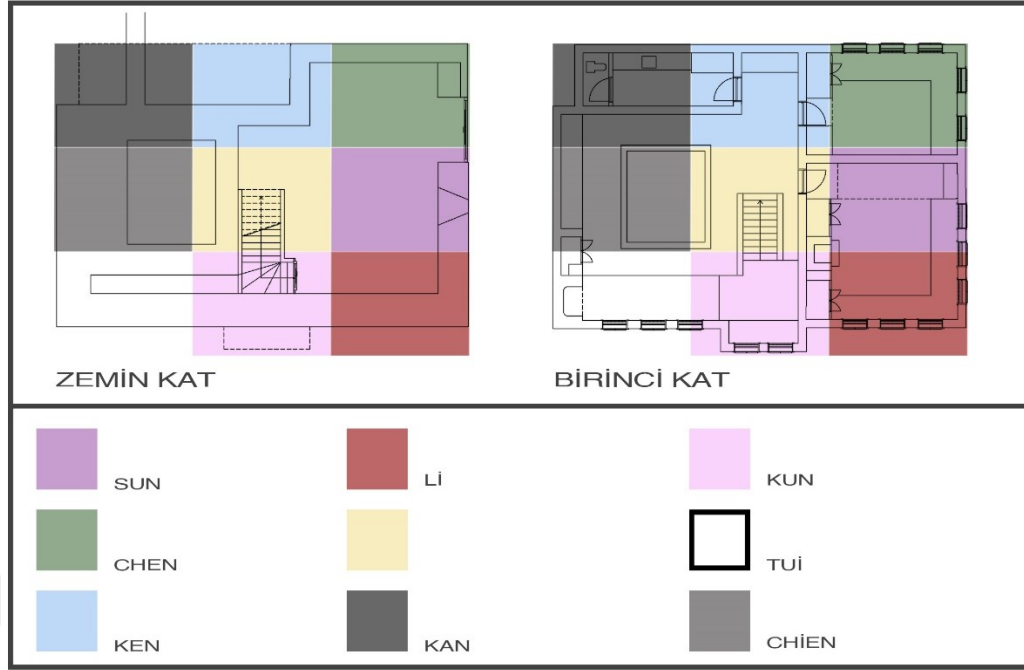 ZEMİN KAT
BİRİNCİ KAT
SUN
Lİ
KUN
CHEN
TUİ
KEN
KAN
CHİEN